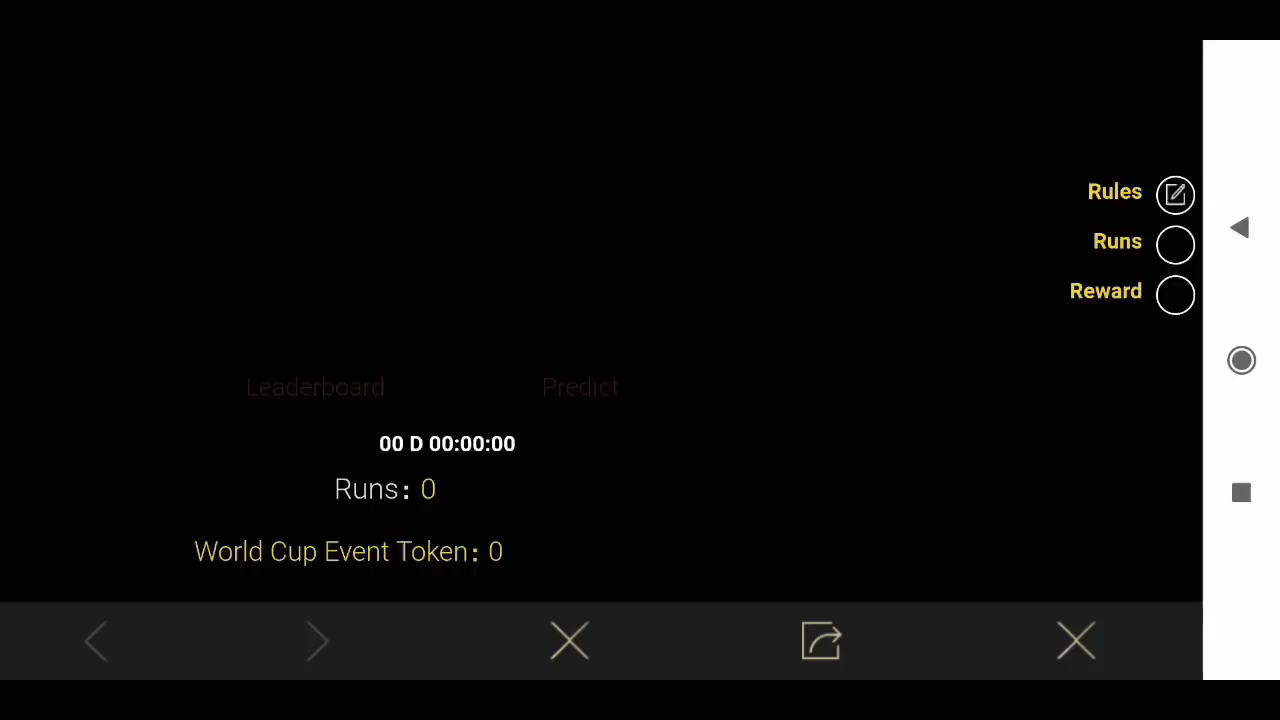 Rules
Runs
Reward
Leaderboard Predict
00 D 00:00:00
Runs: 0
World Cup Event Token: 0